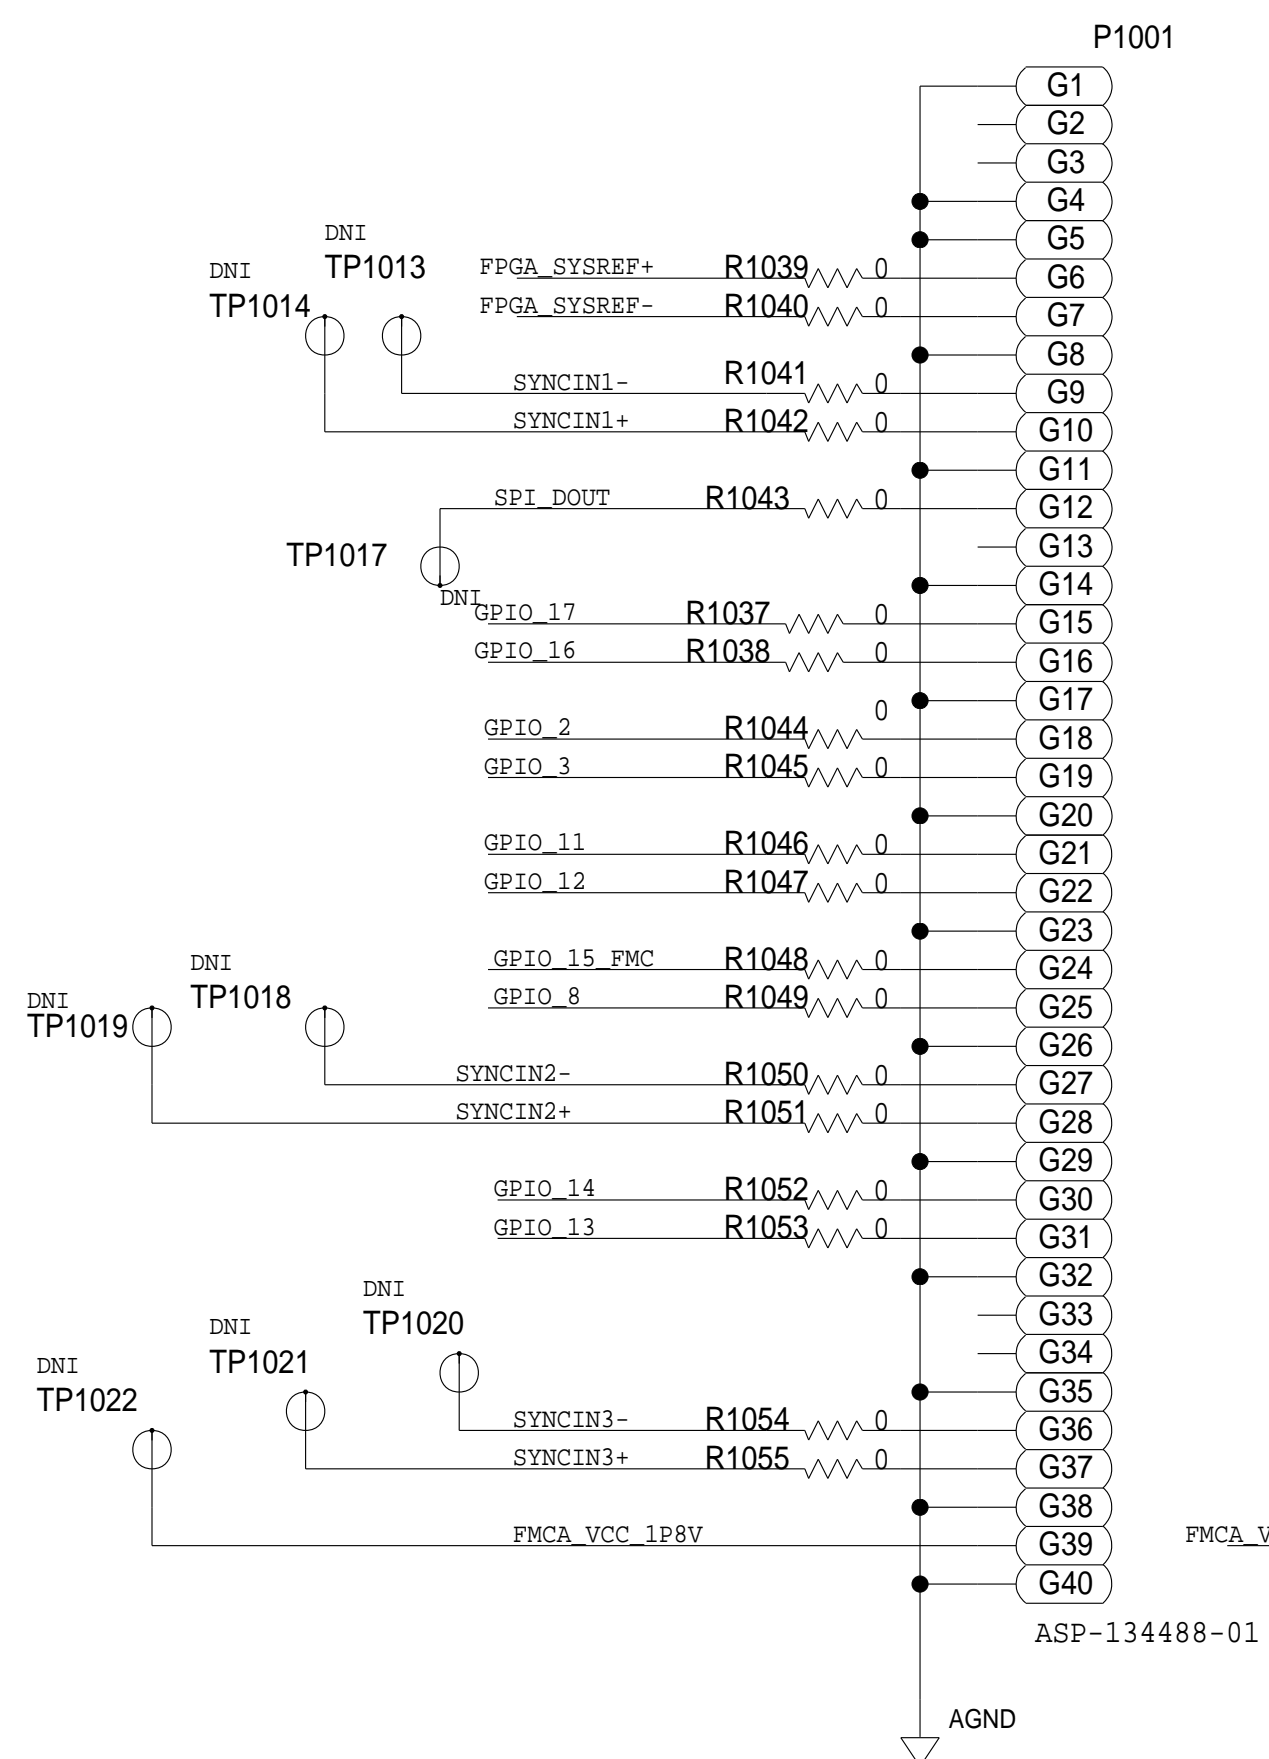 P1001
G1
G2
G3
G4
DNI
G5
DNI TP1013 FPGA_SYSREF+ R1039 0 G6
TP1014 FPGA_SYSREF- R1040 0 G7
G8
SYNCIN1- R1041 0 G9
SYNCIN1+ R1042 0 G10
G11
SPI_DOUT R1043 0 G12
TP1017 G13
DNI G14
GPIO_17 R1037 0 G15
GPIO_16 R1038 0 G16
G17
GPIO_2 R1044 0 G18
GPIO_3 R1045 0 G19
G20
GPIO_11 R1046 0 G21
GPIO_12 R1047 0 G22
G23
DNI GPIO_15_FMC R1048 0 G24
DNI TP1018 GPIO_8 R1049 0 G25
TP1019 G26
SYNCIN2- R1050 0 G27
SYNCIN2+ R1051 0 G28
G29
GPIO_14 R1052 0 G30
GPIO_13 R1053 0 G31
DNI G32
DNI TP1020 G33
DNI TP1021 G34
TP1022 G35
SYNCIN3- R1054 0 G36
SYNCIN3+ R1055 0 G37
G38
FMCA_VCC_1P8V G39 FMCA_V
G40
ASP-134488-01
AGND